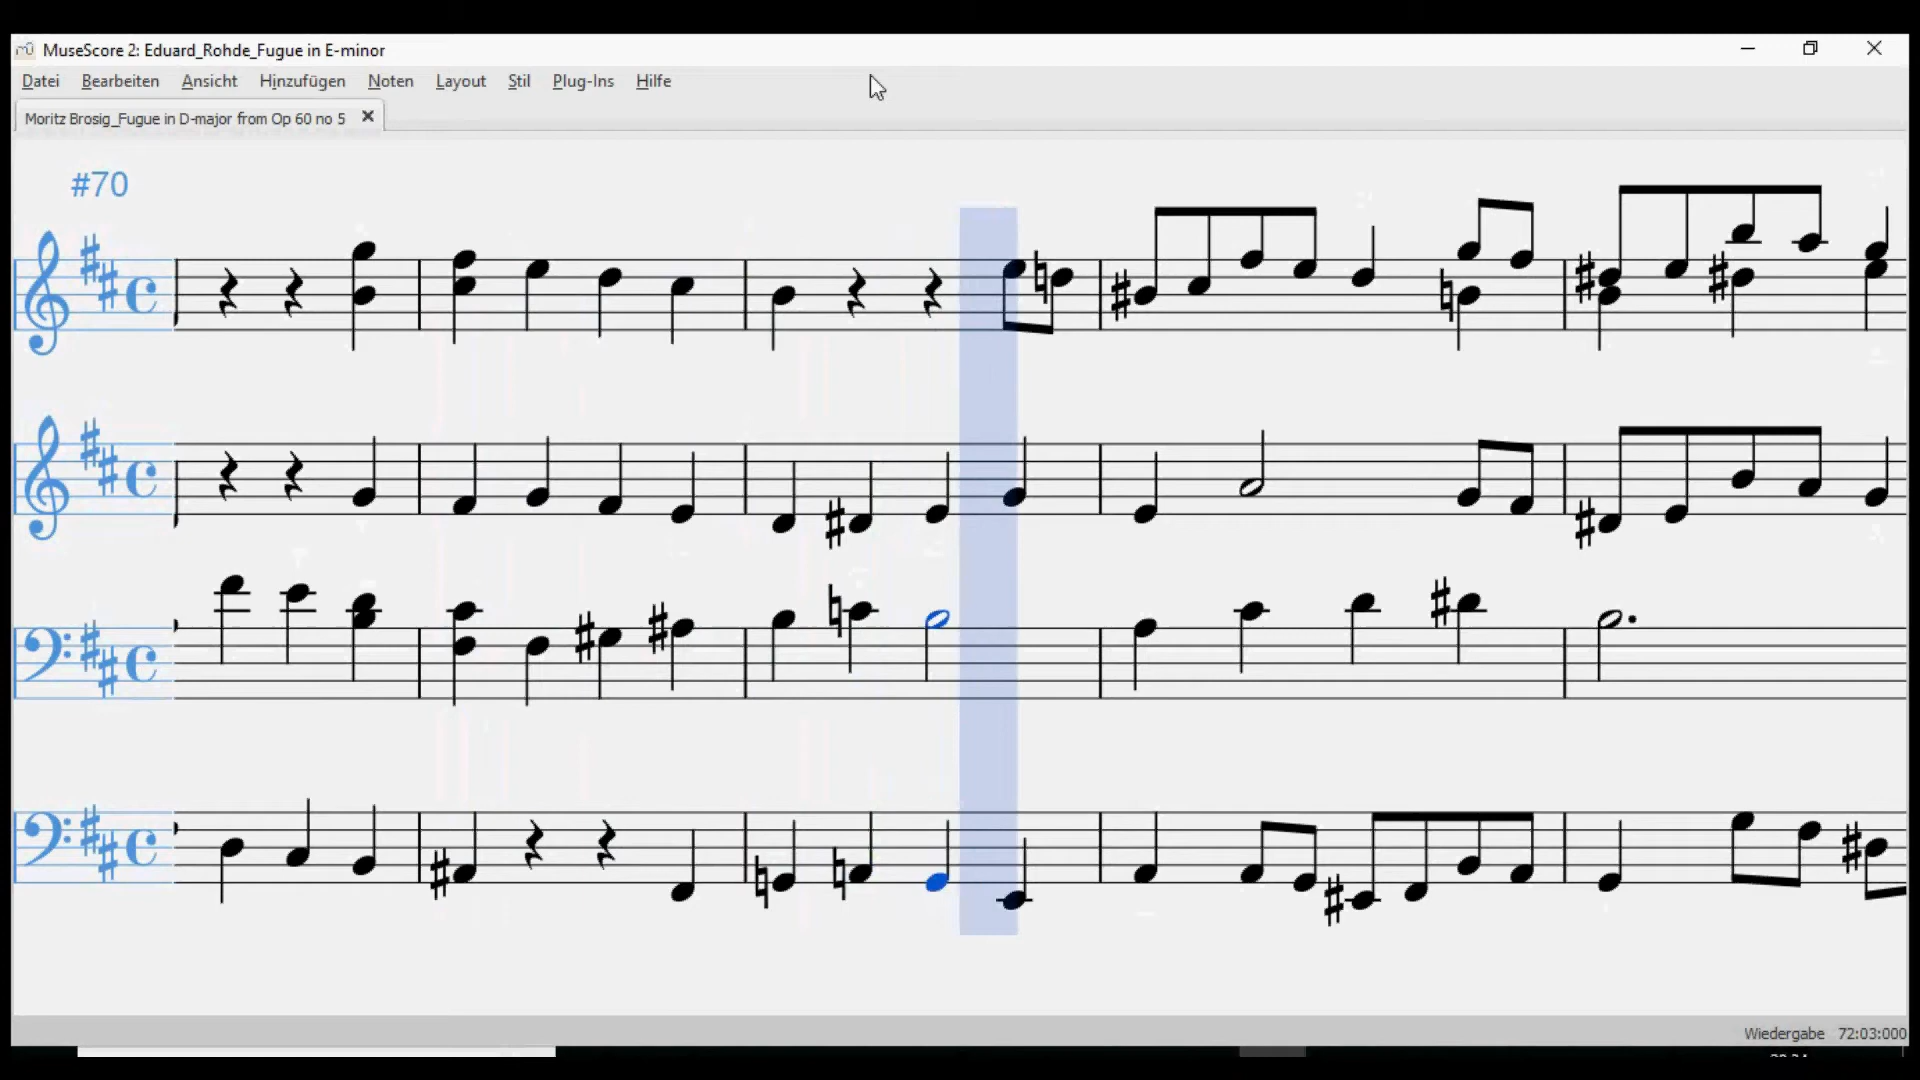 MuseScore 2: Eduard_Rohde_Fugue in E-minor
Datei Bearbeiten Ansicht Hinzufügen Noten Layout Stil Plug-Ins Hilfe
Moritz Brosig_Fugue in D-major from Op 60 no 5
#70
Wiedergabe 72:03:000